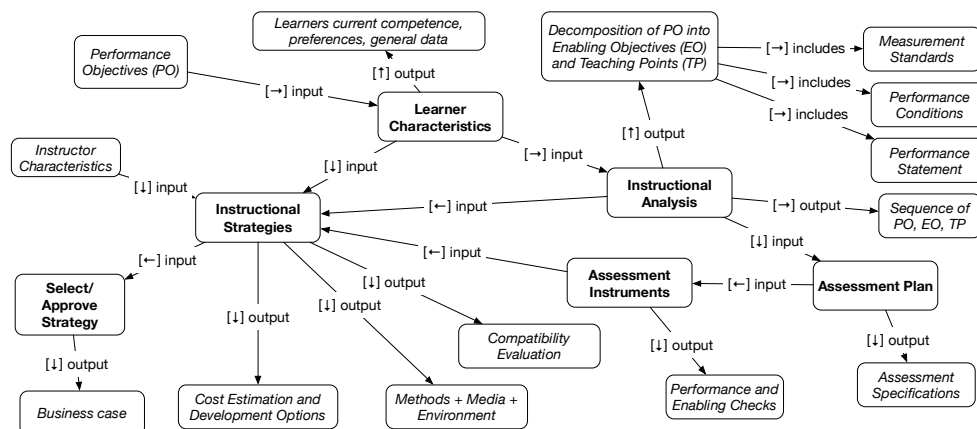 Learners current competence,
preferences, general data
Decomposition of PO into
Enabling Objectives (EO)
and Teaching Points (TP)
[→] includes
Measurement
Standards
Performance
Objectives (PO)
[→] input
[↑] output
[→] includes
Performance
Conditions
Learner
Characteristics
[→] includes
[↑] output
Performance
Statement
Instructor
Characteristics
[↓] input
[→] input
[↓] input
Instructional
Strategies
[←] input
Instructional
Analysis
[→] output
Sequence of
PO, EO, TP
[←] input
[←] input
[↓] input
Select/
Approve
Strategy
[↓] output
Assessment
Instruments
[←] input
Assessment Plan
[↓] output
[↓] output
Compatibility
Evaluation
[↓] output
[↓] output
[↓] output
Business case
Cost Estimation and
Development Options
Methods + Media +
Environment
Performance and
Enabling Checks
Assessment
Specifications